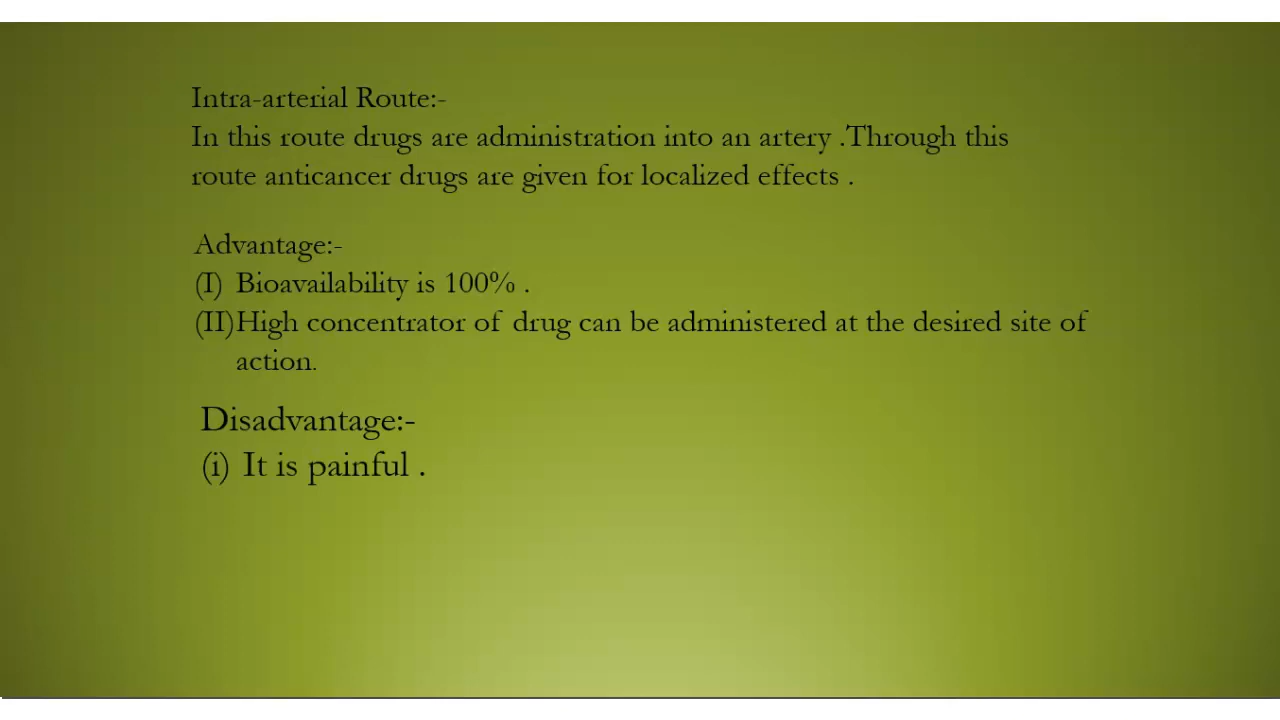 Intra-arterial Route:-
In this route drugs are administration into an artery .Through this
route anticancer drugs are given for localized effects .
Advantage:-
(I) Bioavailability is 100% .
(II)High concentrator of drug can be administered at the desired site of
action.
Disadvantage:-
(i) It is painful .